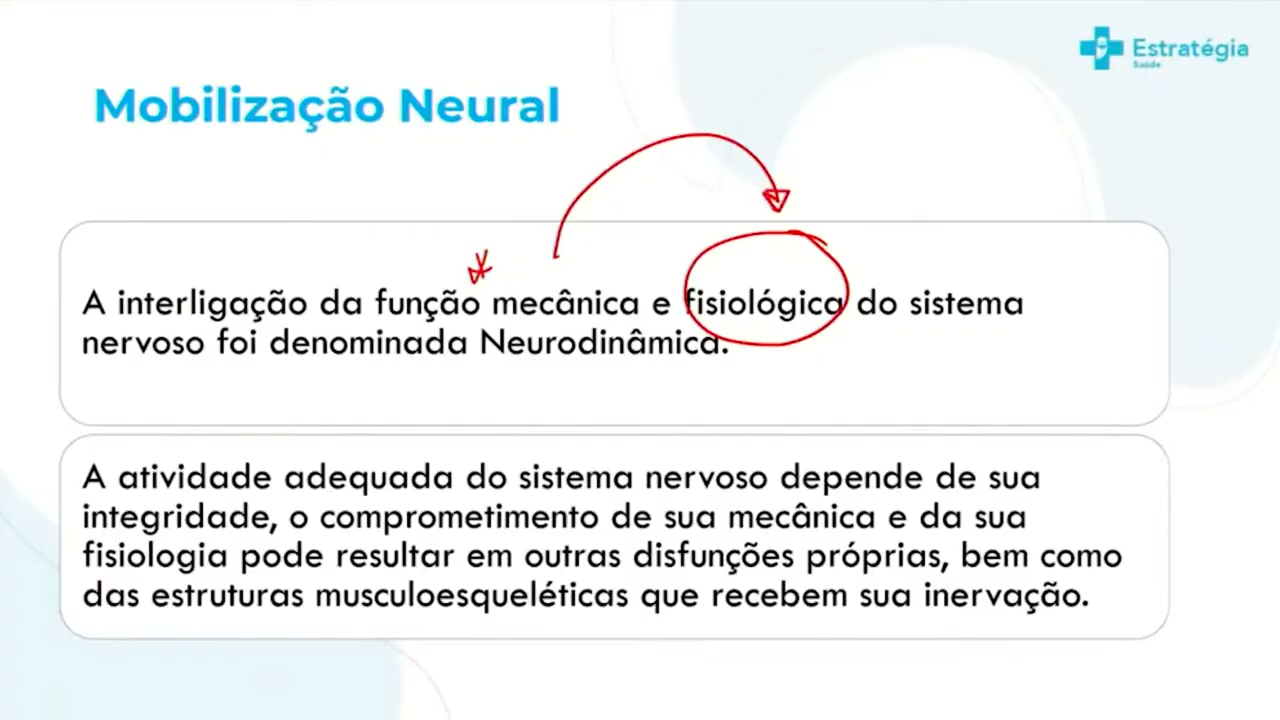 Estratégia
Saúde
Mobilização Neural
A interligação da função mecânica e fisiológica do sistema
nervoso foi denominada Neurodinâmica.
A atividade adequada do sistema nervoso depende de sua
integridade, o comprometimento de sua mecânica e da sua
fisiologia pode resultar em outras disfunções próprias, bem como
das estruturas musculoesqueléticas que recebem sua inervação.